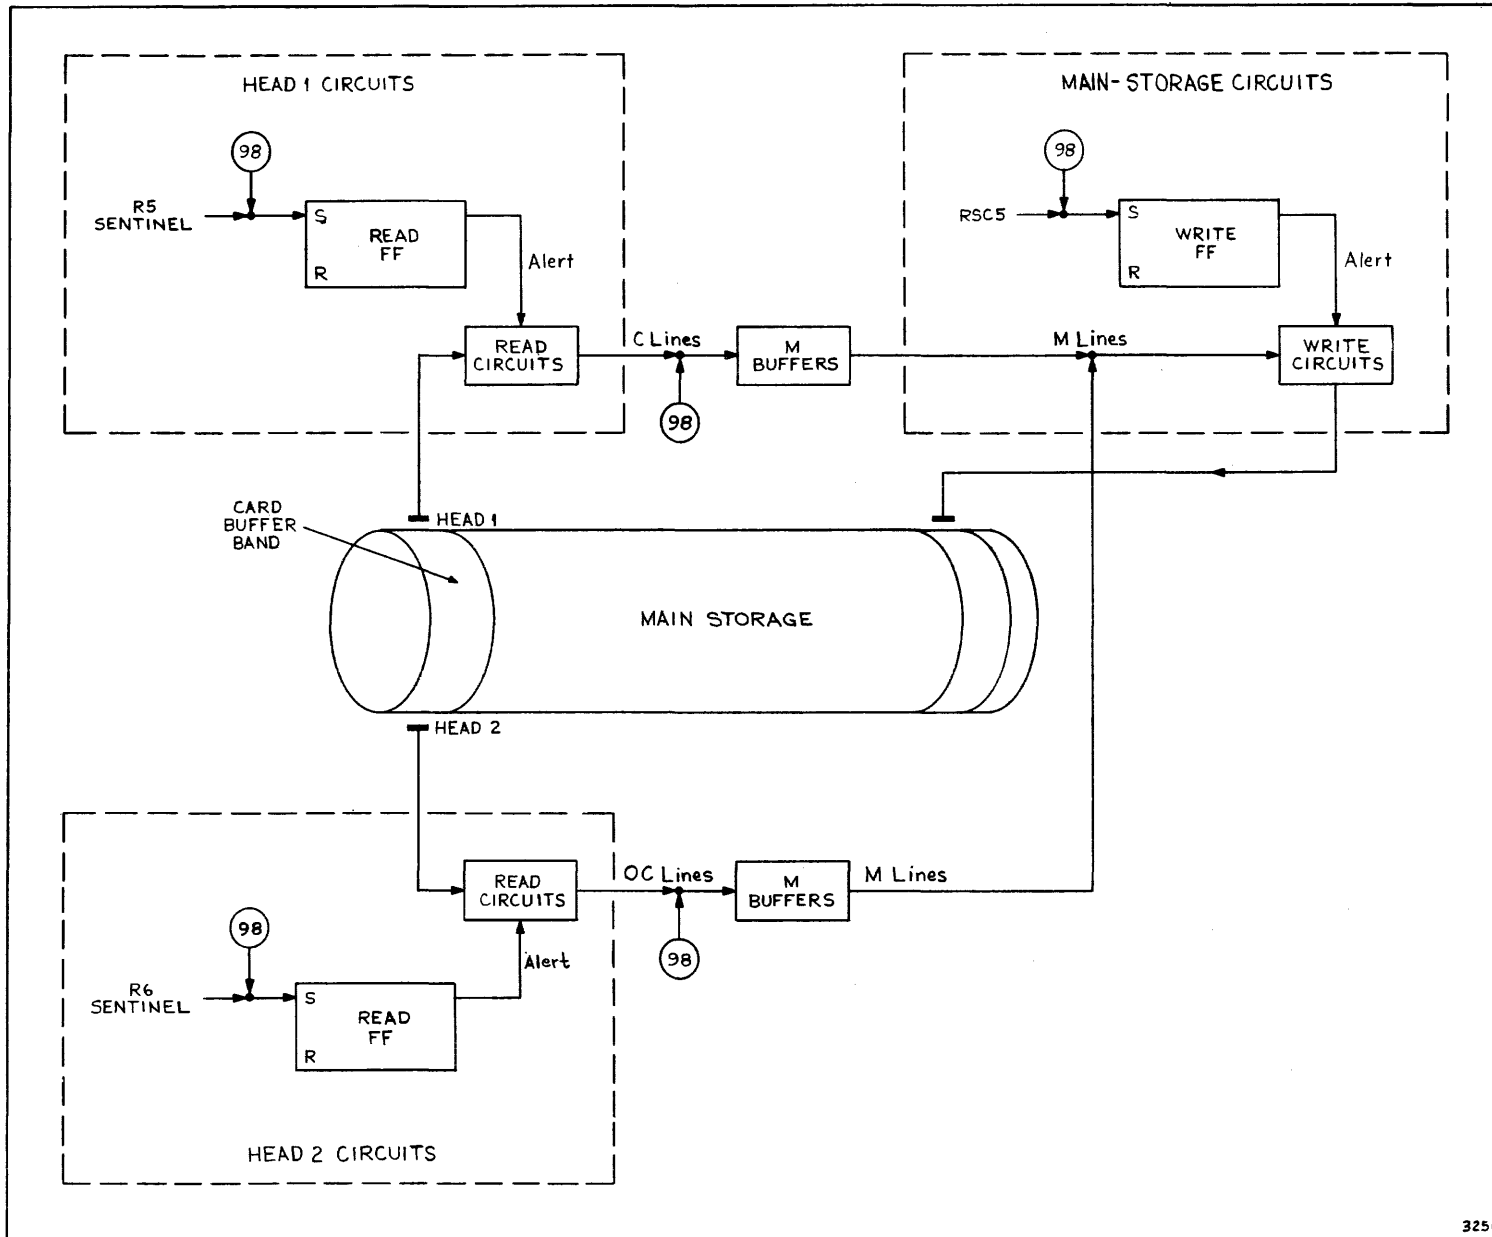 HEAD 1 CIRCUITS
98
R5
SENTINEL
S
READ
FF
R
Alert
READ
CIRCUITS
C Lines
98
M
BUFFERS
MAIN-STORAGE CIRCUITS
98
RSC5
S
WRITE
FF
R
Alert
M Lines
WRITE
CIRCUITS
CARD
BUFFER
BAND
HEAD 1
MAIN STORAGE
HEAD 2
READ
CIRCUITS
OC Lines
98
M
BUFFERS
M Lines
98
R6
SENTINEL
S
READ
FF
R
Alert
HEAD 2 CIRCUITS
325